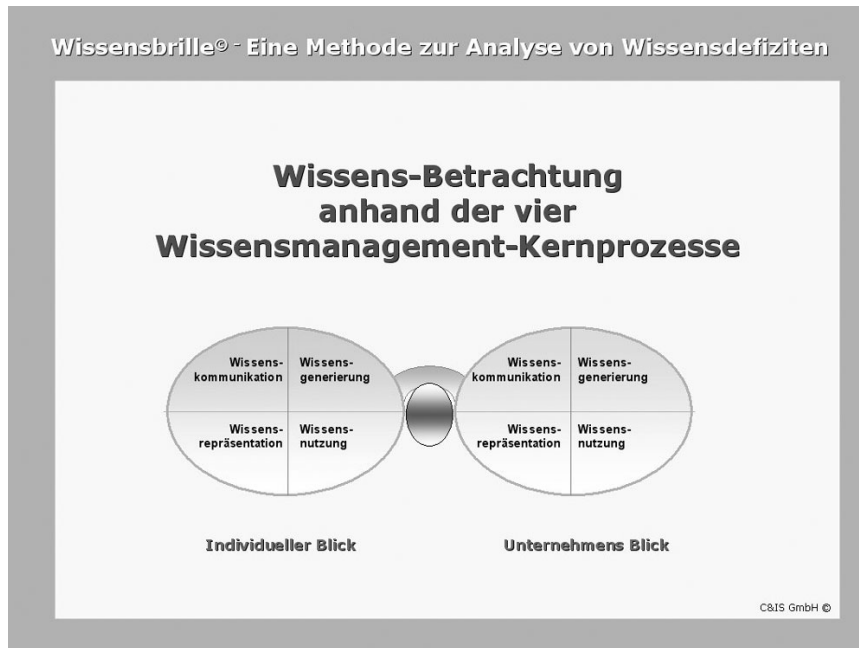 Wissensbrille© - Eine Methode zur Analyse von Wissensdefiziten
Wissens-Betrachtung
anhand der vier
Wissensmanagement-Kernprozesse
Wissens-
kommunikation
Wissens-
generierung
Wissens-
repräsentation
Wissens-
nutzung
Wissens-
kommunikation
Wissens-
generierung
Wissens-
repräsentation
Wissens-
nutzung
Individueller Blick
Unternehmens Blick
C&IS GmbH ©